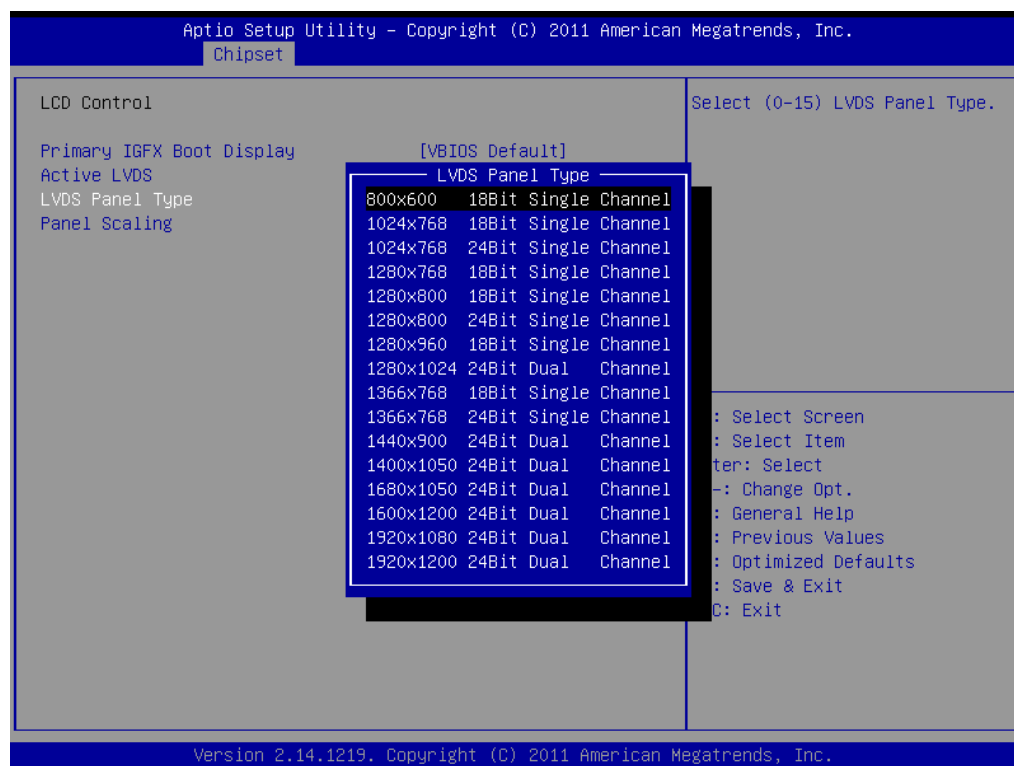 Aptio Setup Utility – Copyright (C) 2011 American Megatrends, Inc.
Chipset
LCD Control
Primary IGFX Boot Display [VBIOS Default]
Active LVDS
LVDS Panel Type
Panel Scaling
LVDS Panel Type
800x600 18Bit Single Channel
1024x768 18Bit Single Channel
1024x768 24Bit Single Channel
1280x768 18Bit Single Channel
1280x800 18Bit Single Channel
1280x800 24Bit Single Channel
1280x960 18Bit Single Channel
1280x1024 24Bit Dual Channel
1366x768 18Bit Single Channel
1366x768 24Bit Single Channel
1440x900 24Bit Dual Channel
1400x1050 24Bit Dual Channel
1680x1050 24Bit Dual Channel
1600x1200 24Bit Dual Channel
1920x1080 24Bit Dual Channel
1920x1200 24Bit Dual Channel
Select (0-15) LVDS Panel Type.
: Select Screen
: Select Item
ter: Select
-: Change Opt.
: General Help
: Previous Values
: Optimized Defaults
: Save & Exit
C: Exit
Version 2.14.1219. Copyright (C) 2011 American Megatrends, Inc.